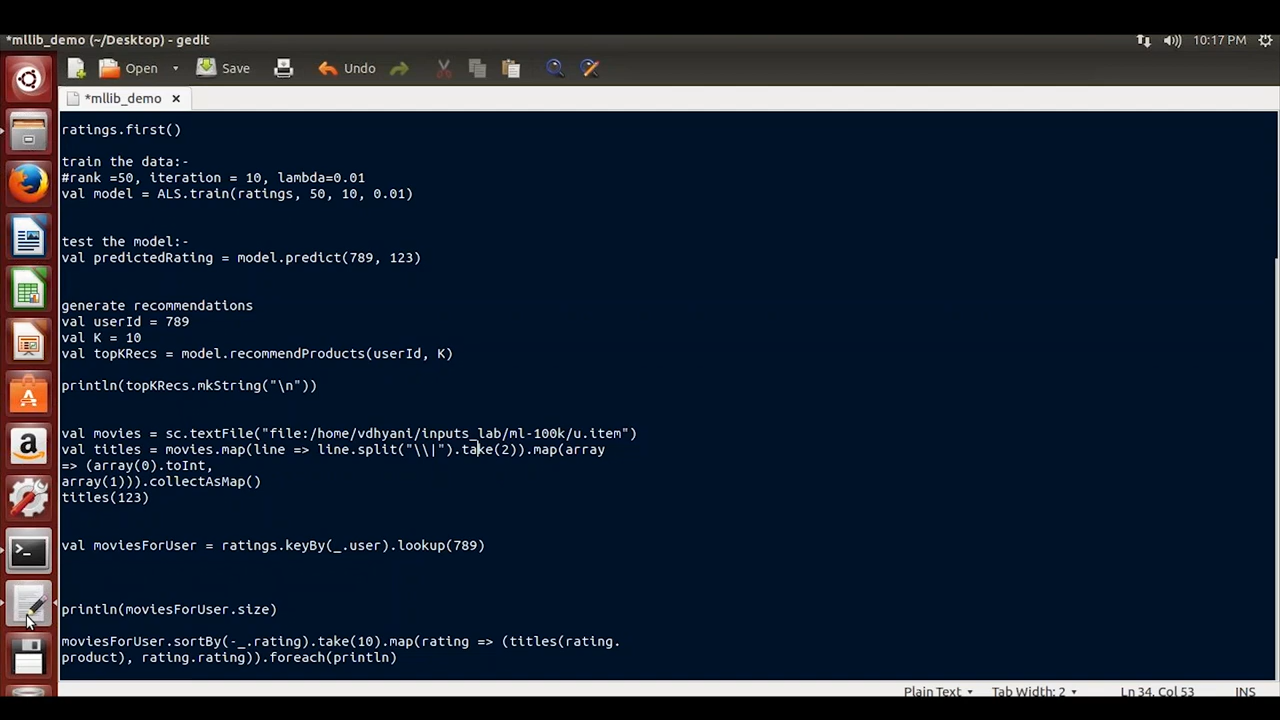 *mllib_demo (~/Desktop) - gedit
10:17 PM
Open Save Undo
*mllib_demo x
ratings.first()
train the data:-
#rank =50, iteration = 10, lambda=0.01
val model = ALS.train(ratings, 50, 10, 0.01)
test the model:-
val predictedRating = model.predict(789, 123)
generate recommendations
val userId = 789
val K = 10
val topKRecs = model.recommendProducts(userId, K)
println(topKRecs.mkString("\n"))
val movies = sc.textFile("file:/home/vdhyani/inputs_lab/ml-100k/u.item")
val titles = movies.map(line => line.split("\\|").take(2)).map(array
=> (array(0).toInt,
array(1))).collectAsMap()
titles(123)
val moviesForUser = ratings.keyBy(_.user).lookup(789)
println(moviesForUser.size)
moviesForUser.sortBy(-_.rating).take(10).map(rating => (titles(rating.
product), rating.rating)).foreach(println)
Plain Text Tab Width: 2 Ln 34, Col 53 INS